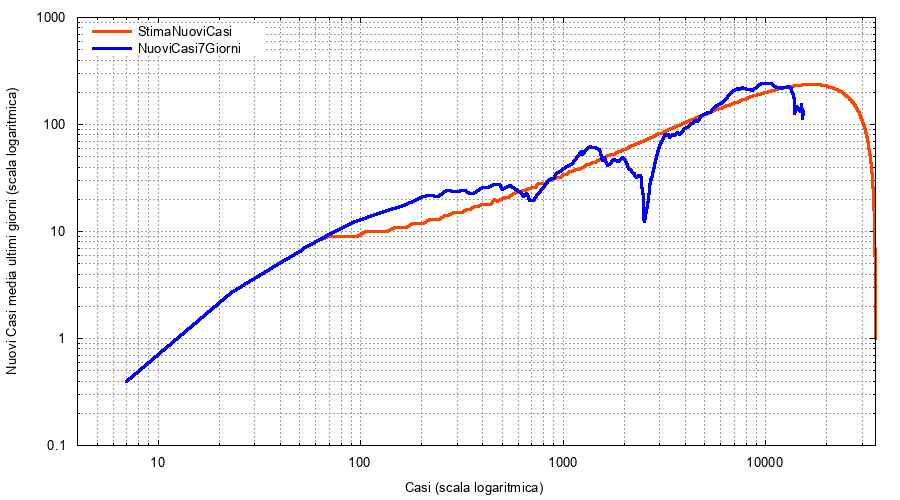 1000
StimaNuoviCasi
NuoviCasi7Giorni
100
10
1
0.1
Nuovi Casi media ultimi giorni (scala logaritmica)
10 100 1000 10000
Casi (scala logaritmica)